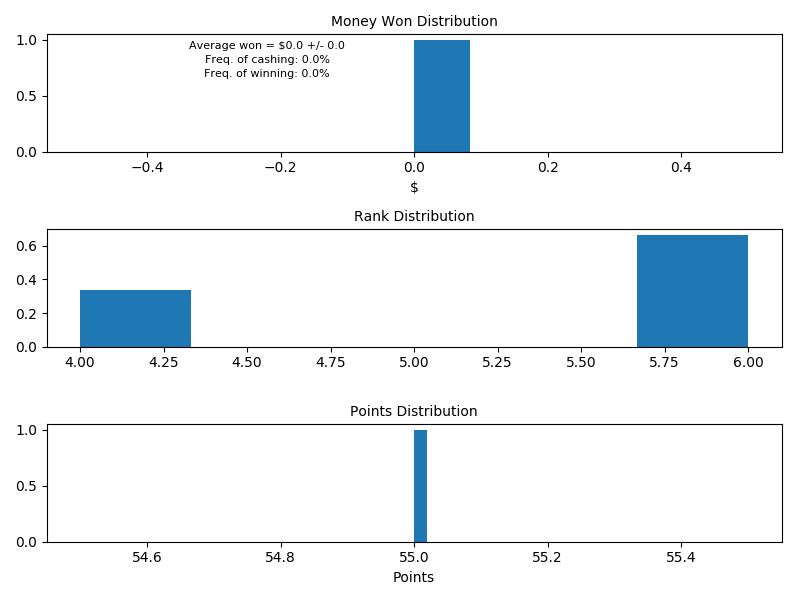 Money Won Distribution
1.0
Average won = $0.0 +/- 0.0
Freq. of cashing: 0.0%
Freq. of winning: 0.0%
0.5
0.0
−0.4 −0.2 0.0 0.2 0.4
$
Rank Distribution
0.6
0.4
0.2
0.0
4.00 4.25 4.50 4.75 5.00 5.25 5.50 5.75 6.00
Points Distribution
1.0
0.5
0.0
54.6 54.8 55.0 55.2 55.4
Points